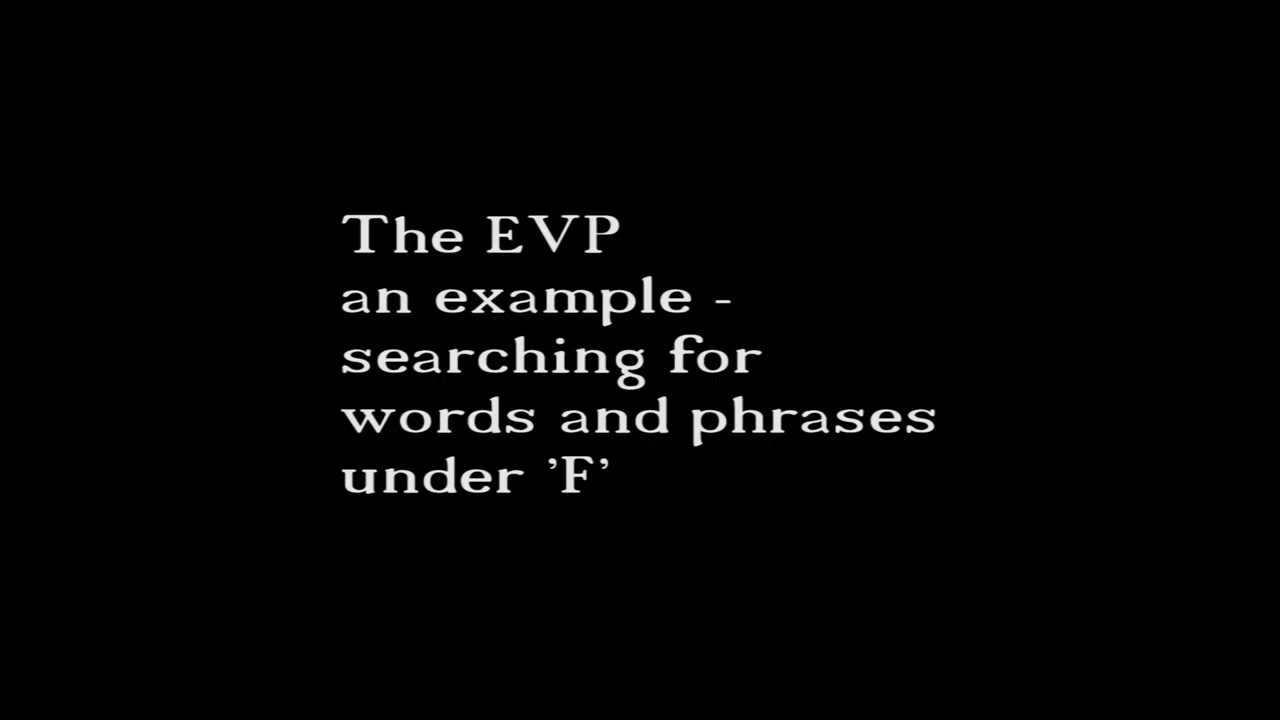 The EVP
an example -
searching for
words and phrases
under ’F’